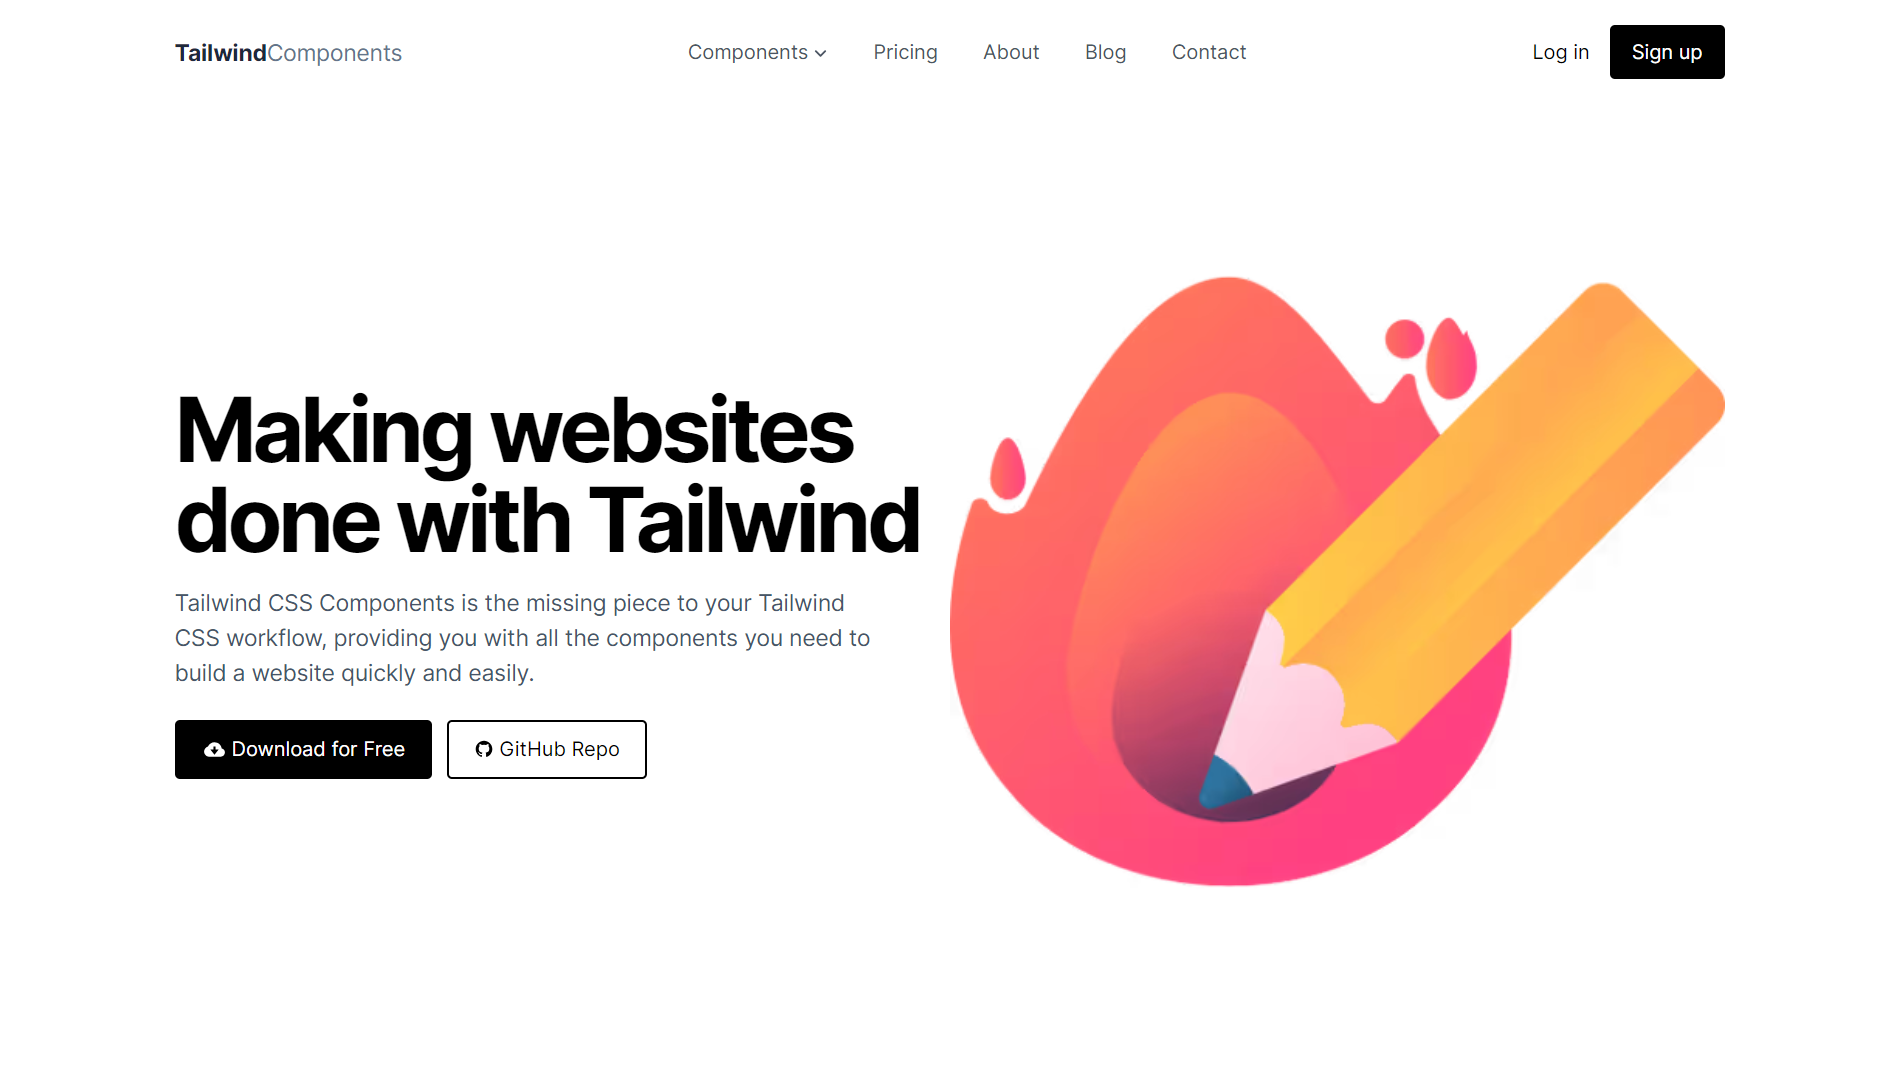 TailwindComponents
Components
Pricing
About
Blog
Contact
Log in
Sign up
Making websites
done with Tailwind
Tailwind CSS Components is the missing piece to your Tailwind
CSS workflow, providing you with all the components you need to
build a website quickly and easily.
Download for Free
GitHub Repo